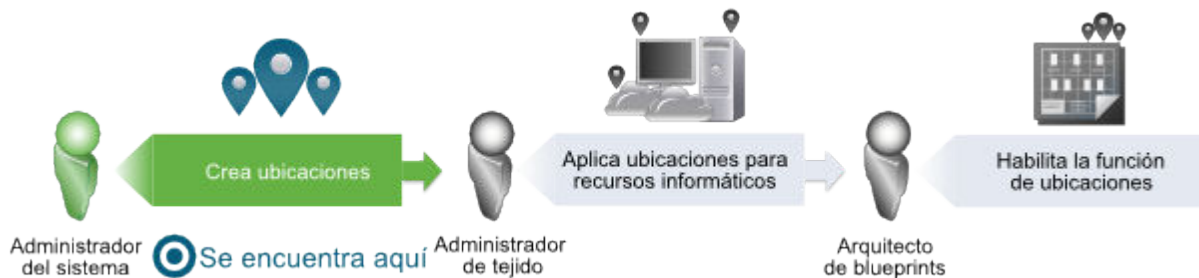 Crea ubicaciones
Aplica ubicaciones para
recursos informáticos
Habilita la función
de ubicaciones
Administrador
del sistema
Se encuentra aquí
Administrador
de tejido
Arquitecto
de blueprints